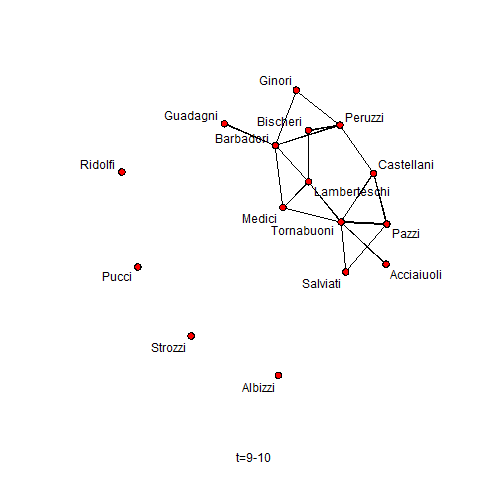 Ginori
Guadagni
Bischeri
Peruzzi
Barbadori
Ridolfi
Castellani
Lamberteschi
Medici
Tornabuoni
Pazzi
Pucci
Acciaiuoli
Salviati
Strozzi
Albizzi
t=9-10